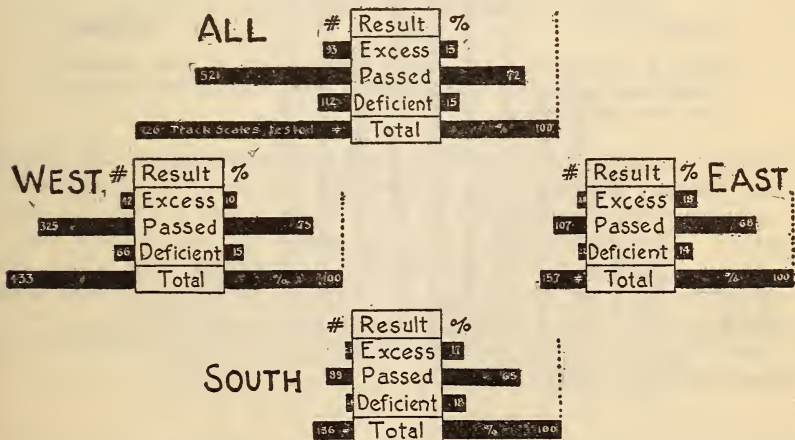 ALL # Result %
93 Excess 13
521 Passed 72
112 Deficient 15
726 Track Scales Tested # Total # % 100
WEST # Result %
42 Excess 10
325 Passed 75
66 Deficient 15
433 # Total # % 100
# Result % EAST
Excess 18
107 Passed 68
Deficient 14
157 # Total # % 100
SOUTH # Result %
Excess 17
89 Passed 65
Deficient 18
136 # Total # % 100